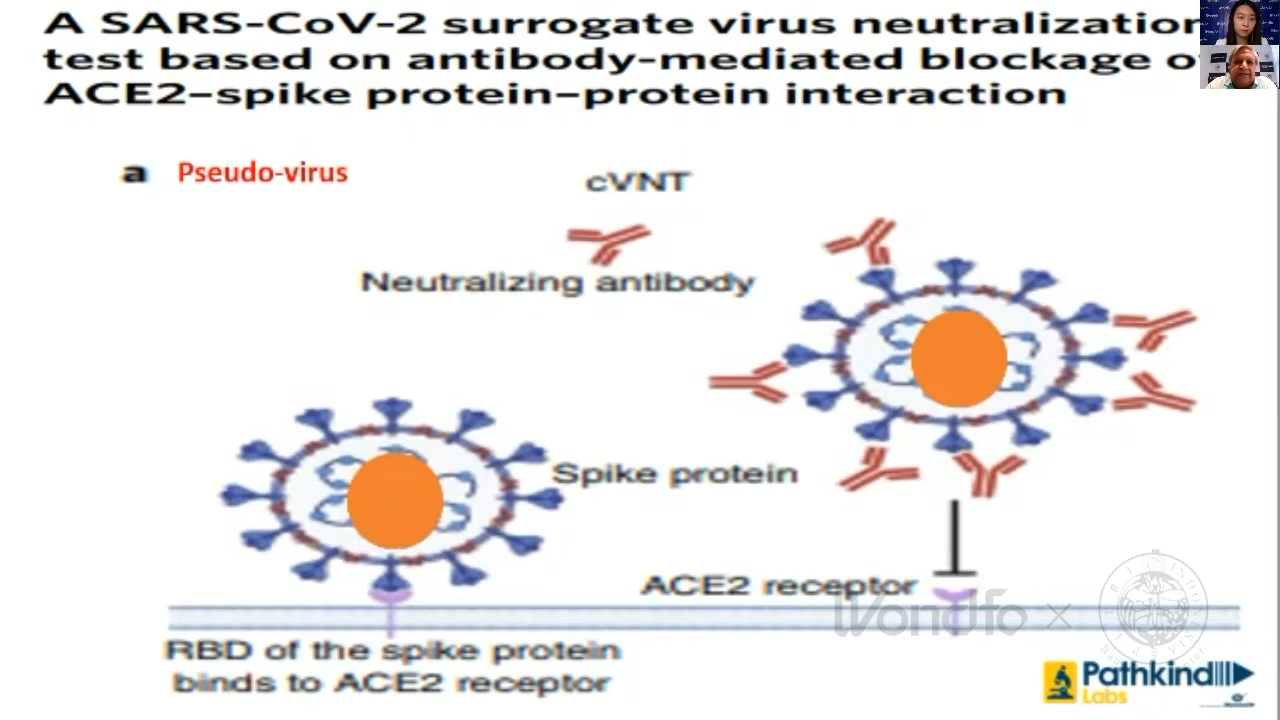 A SARS-CoV-2 surrogate virus neutralization
test based on antibody-mediated blockage o
ACE2–spike protein–protein interaction
a Pseudo-virus
cVNT
Neutralizing antibody
Spike protein
ACE2 receptor
Wondfo ×
RBD of the spike protein
binds to ACE2 receptor
Pathkind
Labs